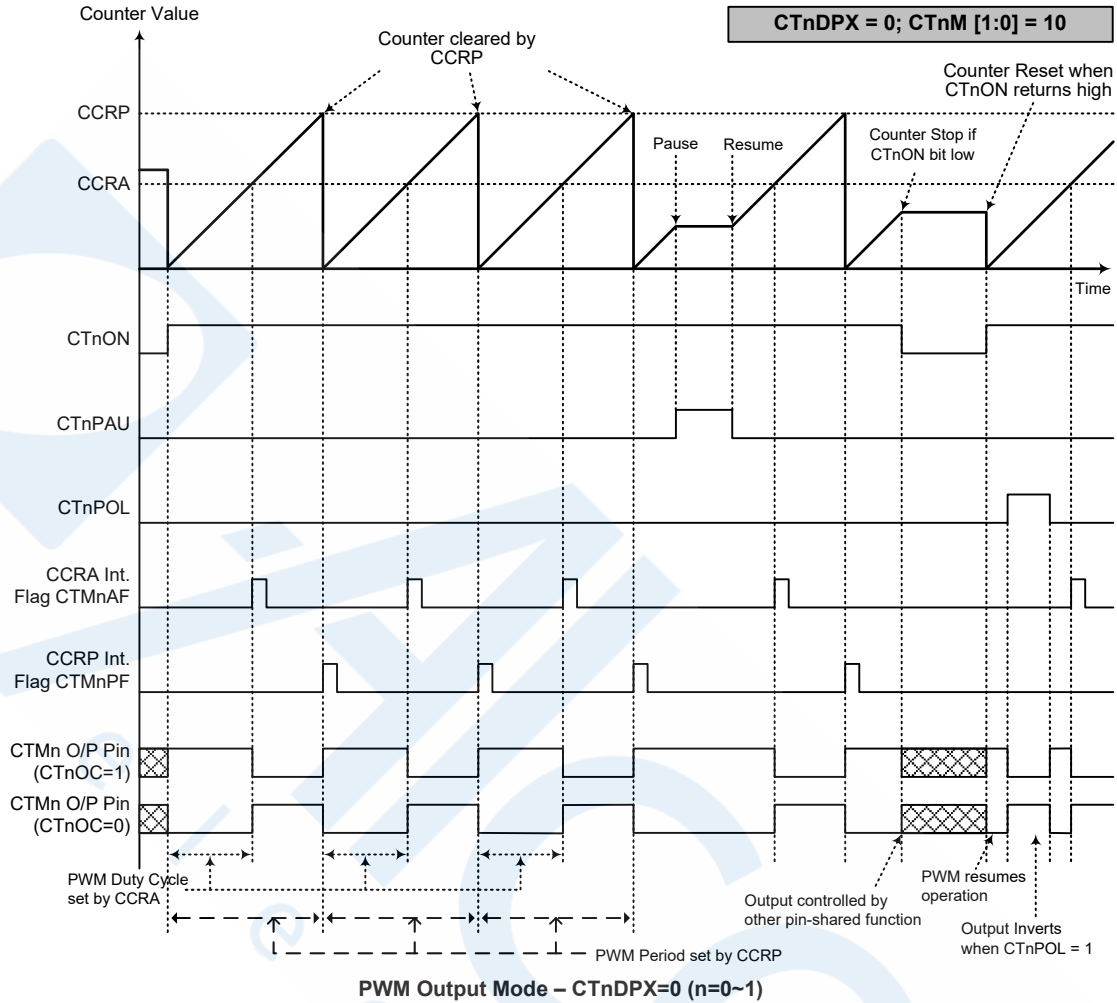 Counter Value
CTnDPX = 0; CTnM [1:0] = 10
Counter cleared by
CCRP
Counter Reset when
CTnON returns high
CCRP
Pause
Resume
Counter Stop if
CTnON bit low
CCRA
Time
CTnON
CTnPAU
CTnPOL
CCRA Int.
Flag CTMnAF
CCRP Int.
Flag CTMnPF
CTMn O/P Pin
(CTnOC=1)
CTMn O/P Pin
(CTnOC=0)
PWM Duty Cycle
set by CCRA
Output controlled by
other pin-shared function
PWM resumes
operation
Output Inverts
when CTnPOL = 1
PWM Period set by CCRP
PWM Output Mode – CTnDPX=0 (n=0~1)